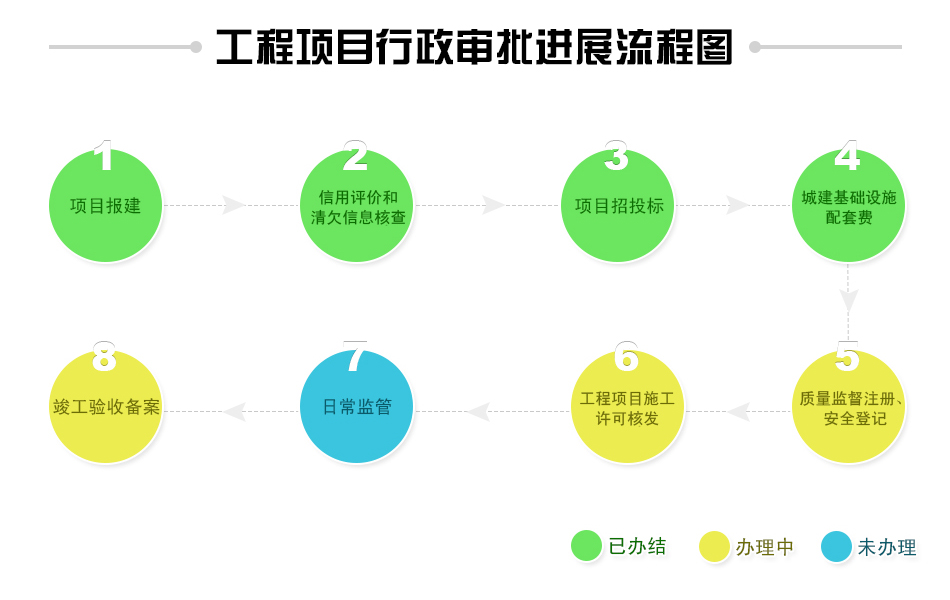 工程项目行政审批进展流程图
1
项目报建
2
信用评价和
清欠信息核查
3
项目招投标
4
城建基础设施
配套费
5
质量监督注册、
安全登记
6
工程项目施工
许可核发
7
日常监管
8
竣工验收备案
已办结
办理中
未办理